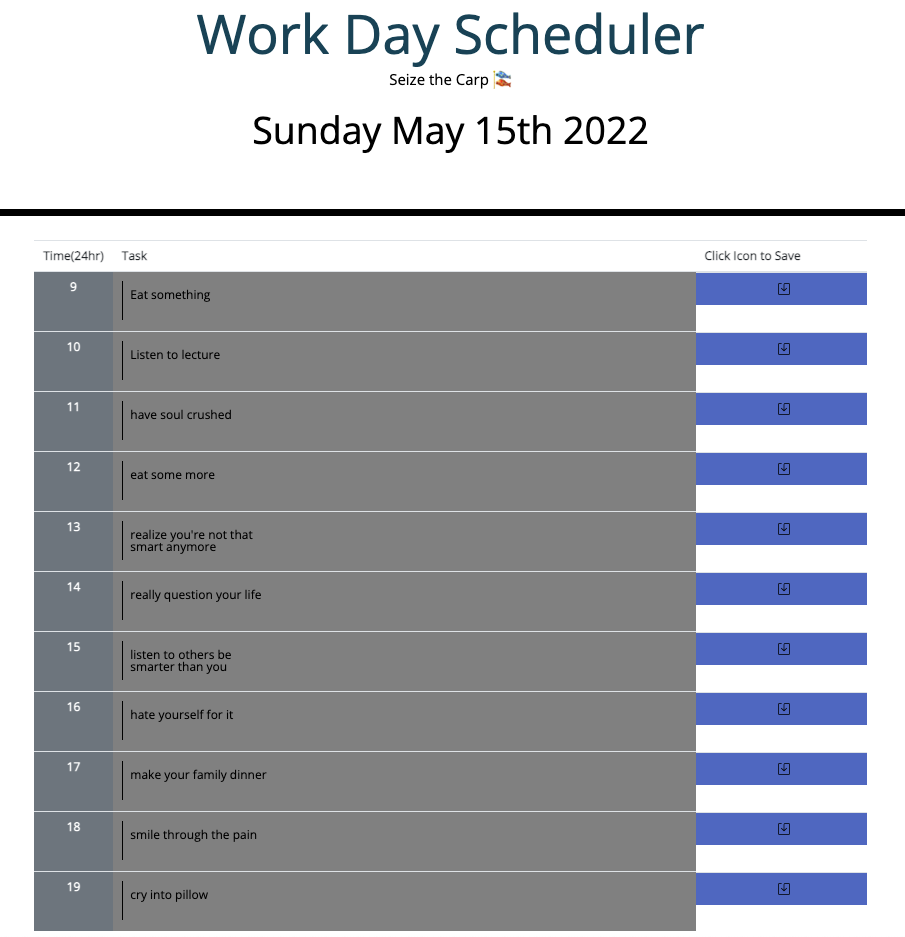 Work Day Scheduler
Seize the Carp
Sunday May 15th 2022
Time(24hr) Task Click Icon to Save
9 Eat something
10 Listen to lecture
11 have soul crushed
12 eat some more
13 realize you're not that
smart anymore
14 really question your life
15 listen to others be
smarter than you
16 hate yourself for it
17 make your family dinner
18 smile through the pain
19 cry into pillow